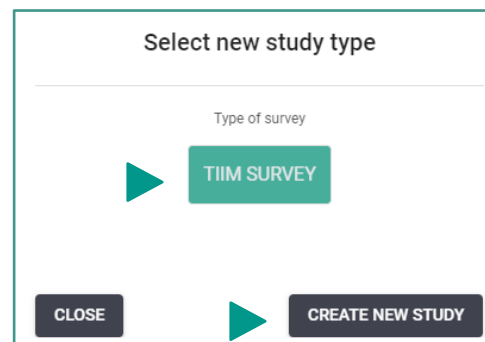 Select new study type
Type of survey
TIIM SURVEY
CLOSE
CREATE NEW STUDY